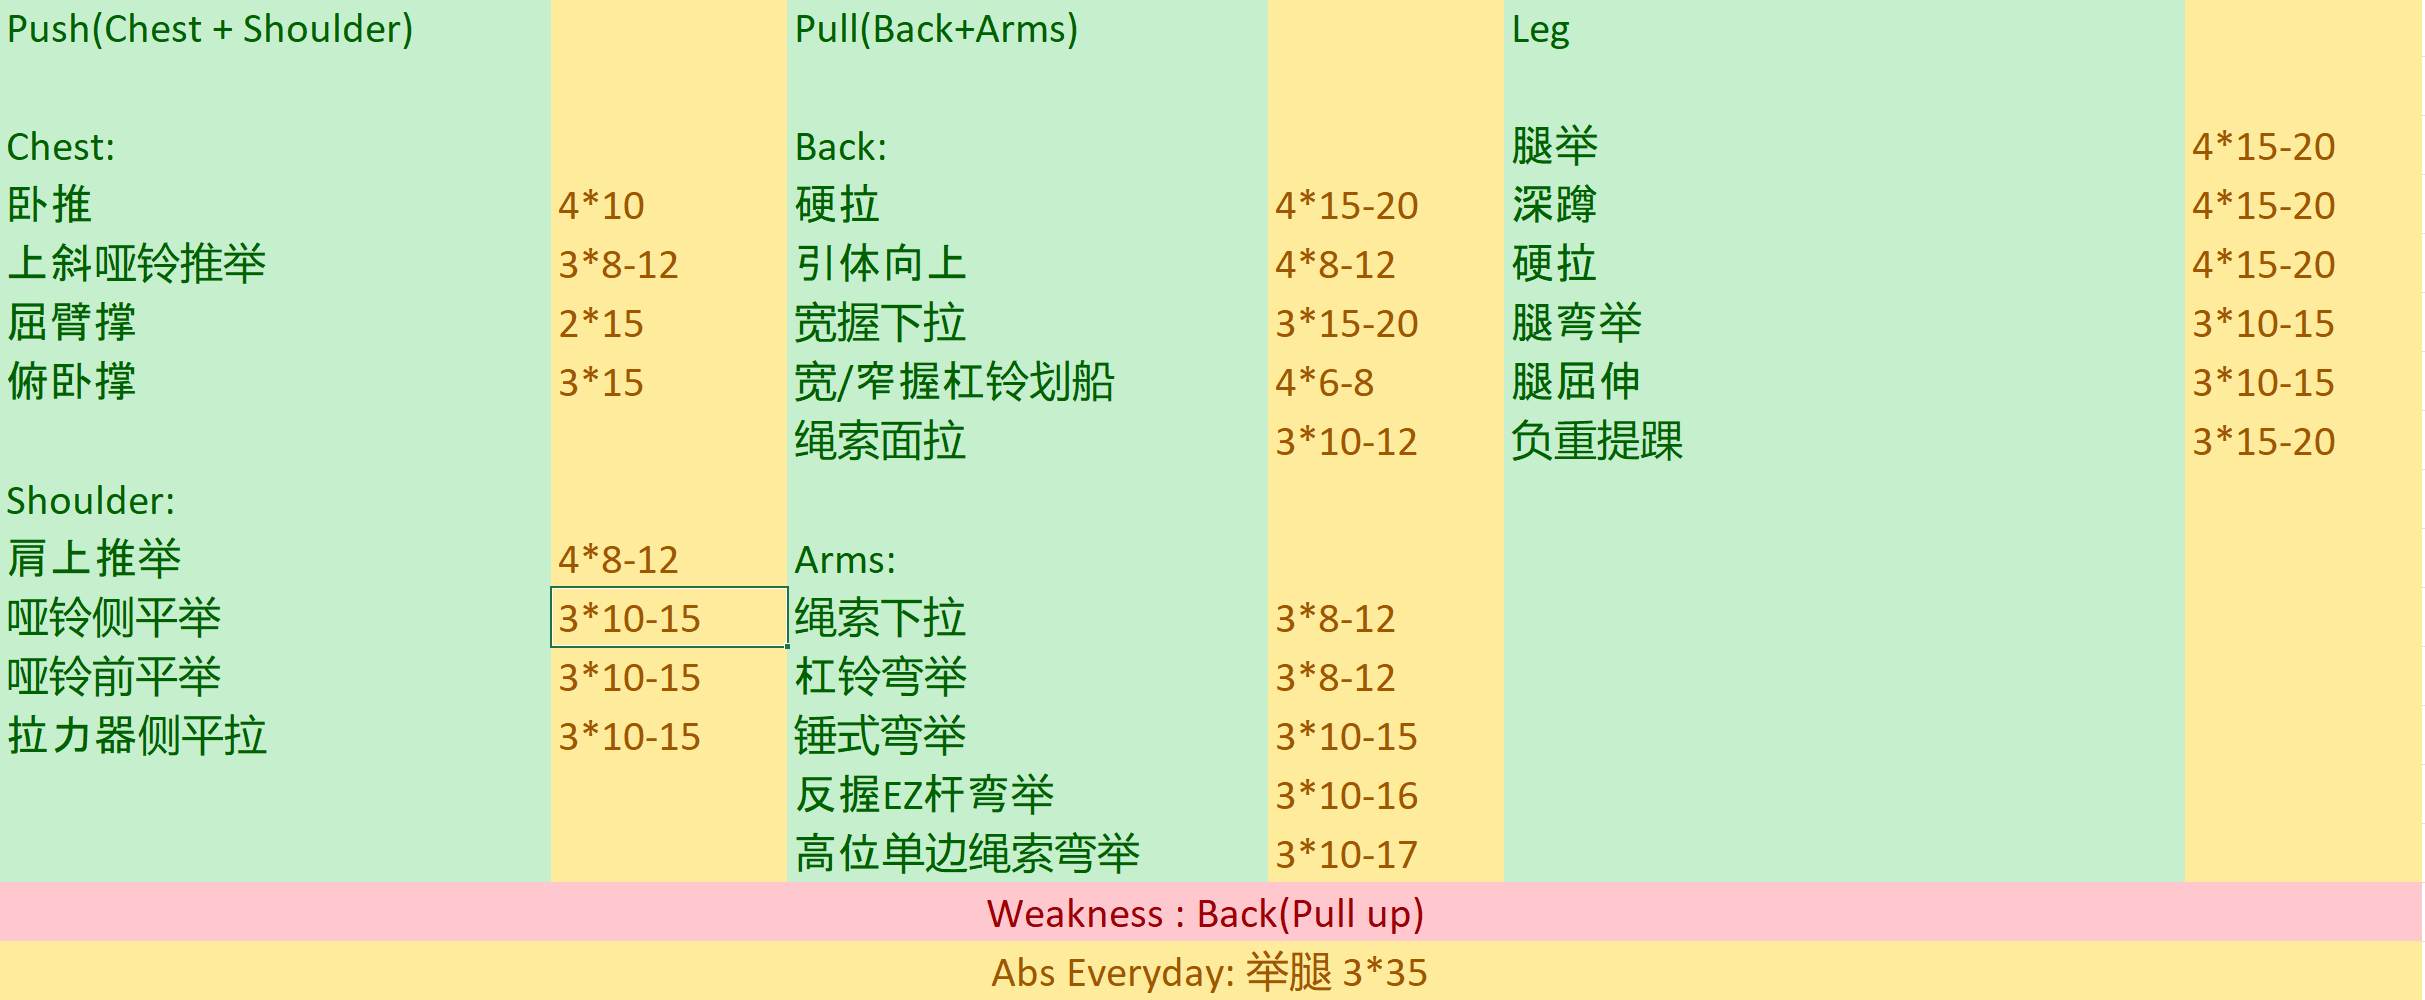 Push(Chest + Shoulder) Pull(Back+Arms) Leg
Chest: Back: 腿举 4*15-20
卧推 4*10 硬拉 4*15-20 深蹲 4*15-20
上斜哑铃推举 3*8-12 引体向上 4*8-12 硬拉 4*15-20
屈臂撑 2*15 宽握下拉 3*15-20 腿弯举 3*10-15
俯卧撑 3*15 宽/窄握杠铃划船 4*6-8 腿屈伸 3*10-15
绳索面拉 3*10-12 负重提踝 3*15-20
Shoulder:
肩上推举 4*8-12 Arms:
哑铃侧平举 3*10-15 绳索下拉 3*8-12
哑铃前平举 3*10-15 杠铃弯举 3*8-12
拉力器侧平拉 3*10-15 锤式弯举 3*10-15
反握EZ杆弯举 3*10-16
高位单边绳索弯举 3*10-17
Weakness : Back(Pull up)
Abs Everyday: 举腿 3*35